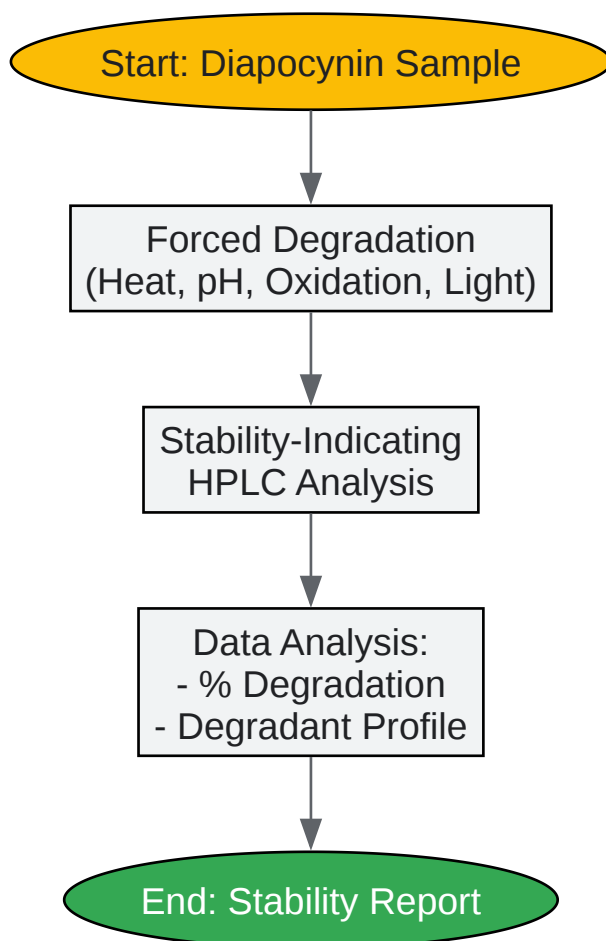 Start: Diapocynin Sample
Forced Degradation
(Heat, pH, Oxidation, Light)
Stability-Indicating
HPLC Analysis
Data Analysis:
- % Degradation
- Degradant Profile
End: Stability Report